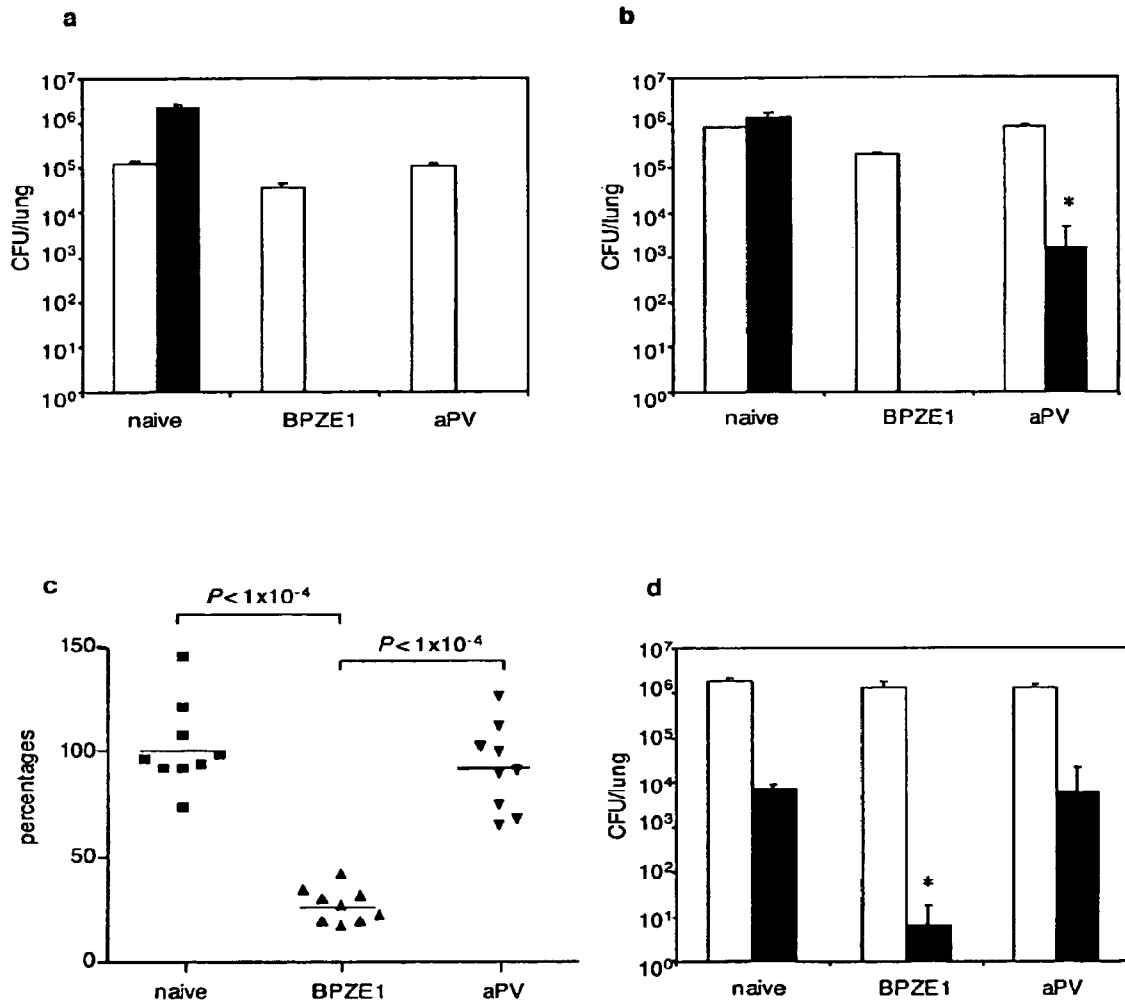 a
CFU/lung
10⁷
10⁶
10⁵
10⁴
10³
10²
10¹
10⁰
naive BPZE1 aPV
b
CFU/lung
10⁷
10⁶
10⁵
10⁴
10³
10²
10¹
10⁰
*
naive BPZE1 aPV
c
P< 1x10⁻⁴
P< 1x10⁻⁴
percentages
150
100
50
0
naive BPZE1 aPV
d
CFU/lung
10⁷
10⁶
10⁵
10⁴
10³
10²
10¹
10⁰
*
naive BPZE1 aPV